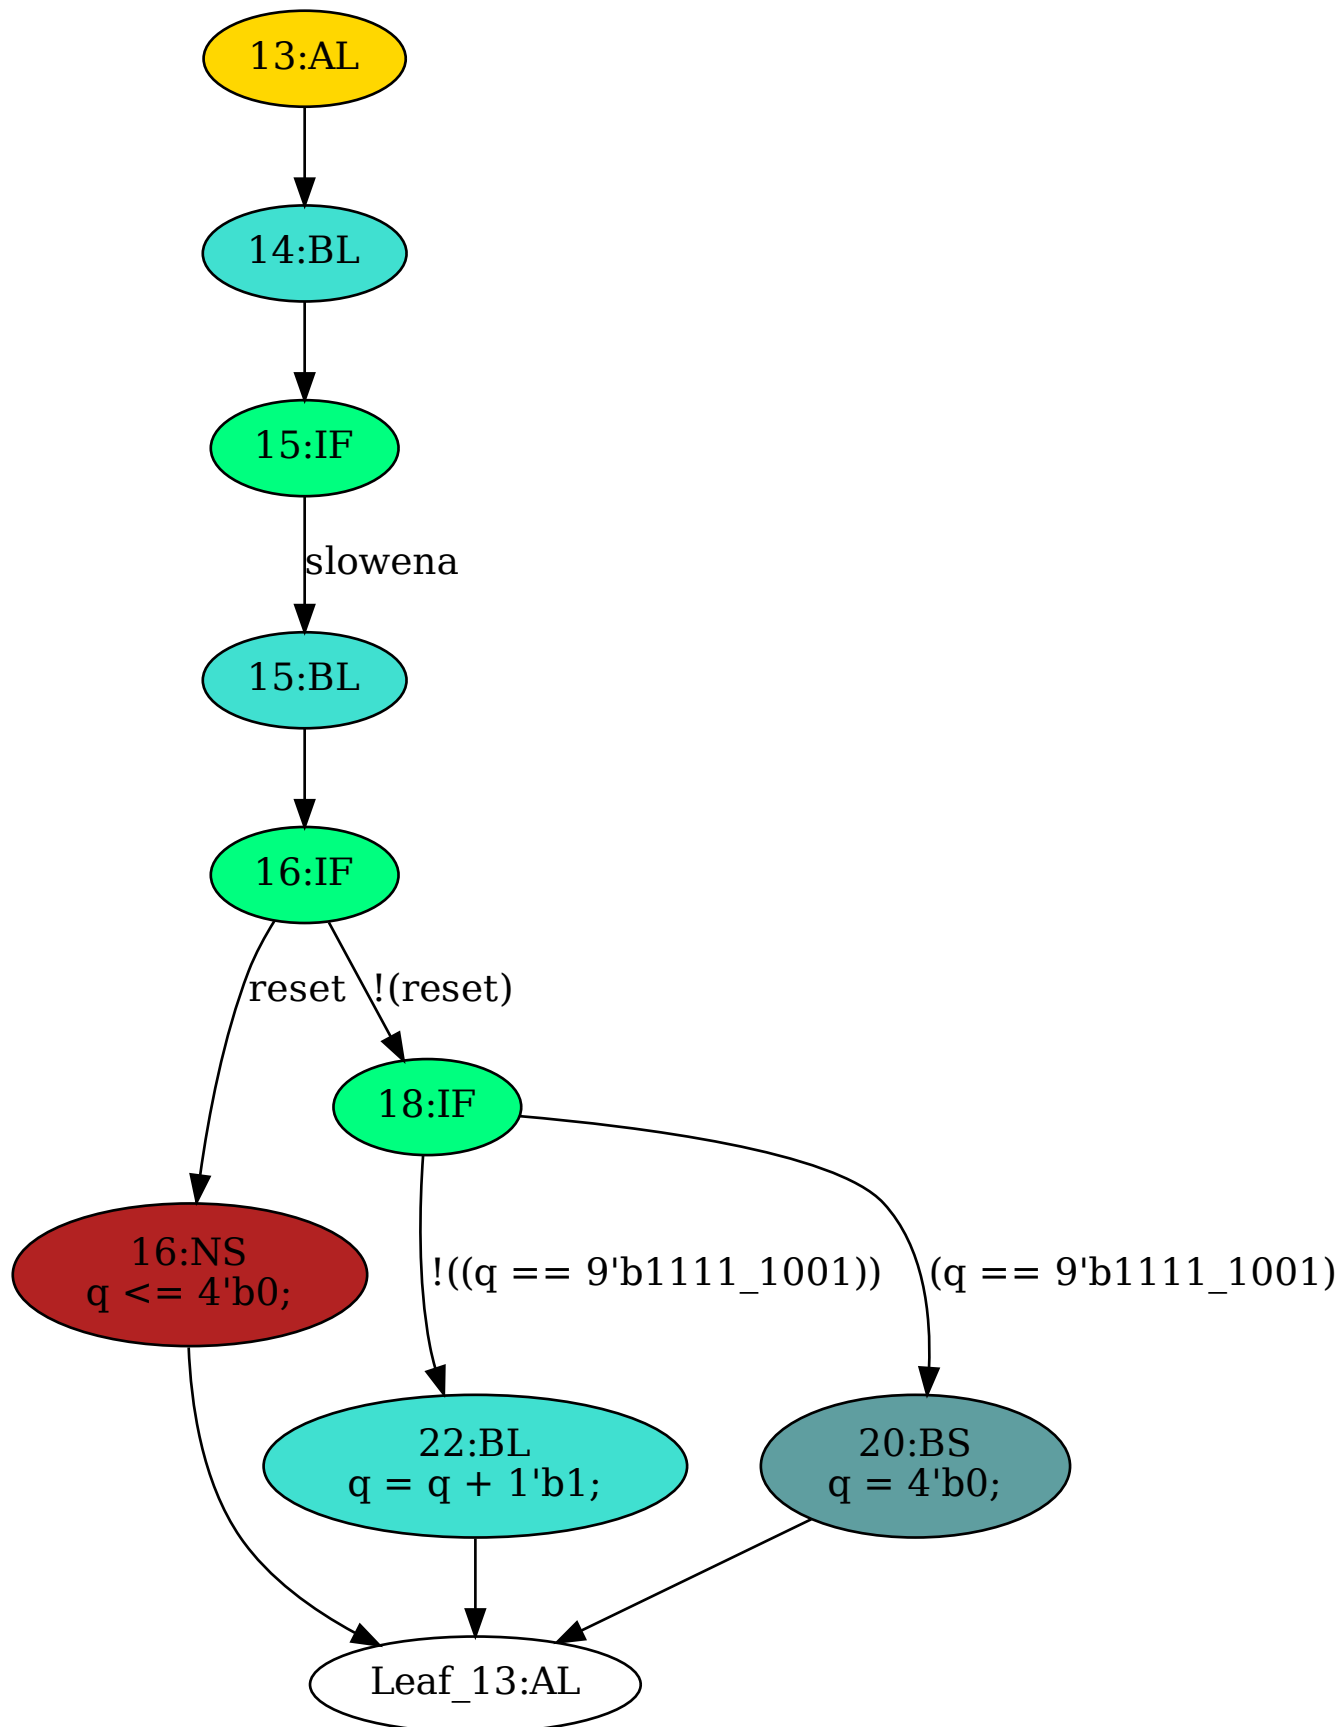 13:AL
14:BL
15:IF
slowena
15:BL
16:IF
reset
!(reset)
18:IF
16:NS
q <= 4'b0;
!((q == 9'b1111_1001))
(q == 9'b1111_1001)
22:BL
q = q + 1'b1;
20:BS
q = 4'b0;
Leaf_13:AL